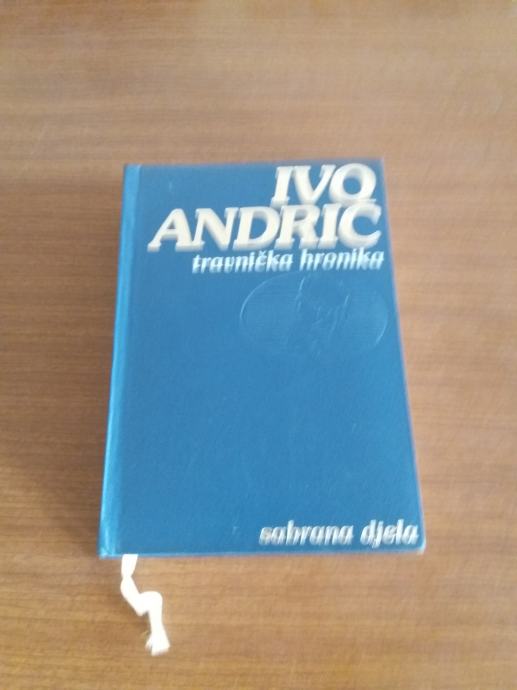 IVO
ANDRIĆ
travnička hronika
sabrana djela